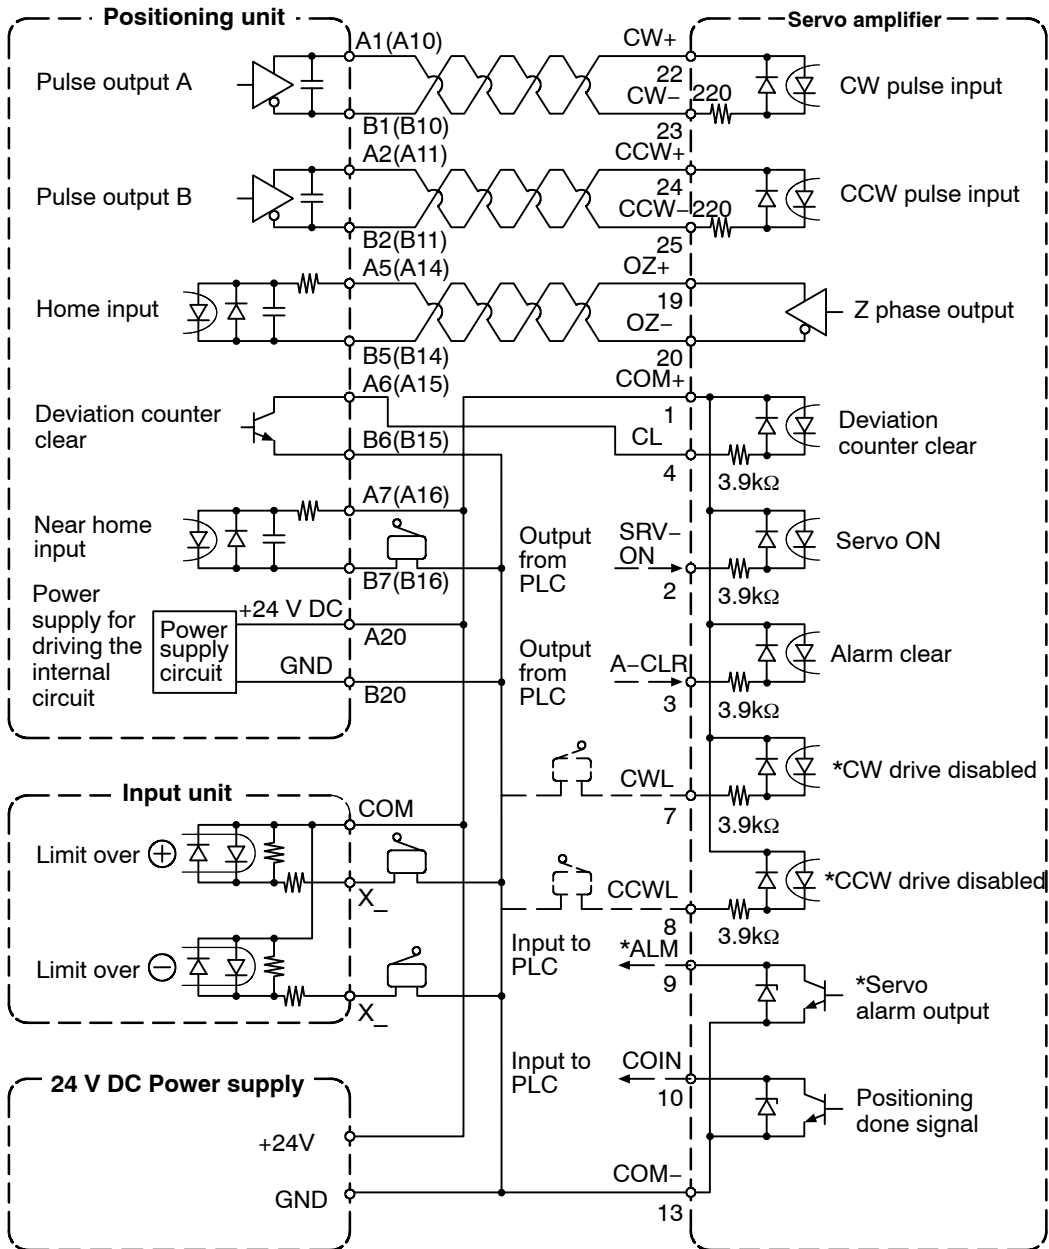 Positioning unit
Servo amplifier
A1(A10)
CW+
Pulse output A
22
CW−
220
CW pulse input
B1(B10)
23
A2(A11)
CCW+
Pulse output B
24
CCW−
220
CCW pulse input
B2(B11)
25
A5(A14)
OZ+
Home input
19
OZ−
Z phase output
B5(B14)
20
A6(A15)
COM+
Deviation counter
clear
1
CL
Deviation
counter clear
B6(B15)
4
3.9kΩ
A7(A16)
Near home
input
Output
from
PLC
SRV−
ON
Servo ON
B7(B16)
2
3.9kΩ
Power
supply for
driving the
internal
circuit
Power
supply
circuit
+24 V DC
A20
GND
B20
Output
from
PLC
A−CLR
Alarm clear
3
3.9kΩ
CWL
*CW drive disabled
7
3.9kΩ
Input unit
COM
Limit over +
X_
CCWL
*CCW drive disabled
8
3.9kΩ
Limit over −
X_
Input to
PLC
*ALM
9
*Servo
alarm output
24 V DC Power supply
Input to
PLC
COIN
10
Positioning
done signal
+24V
GND
COM−
13